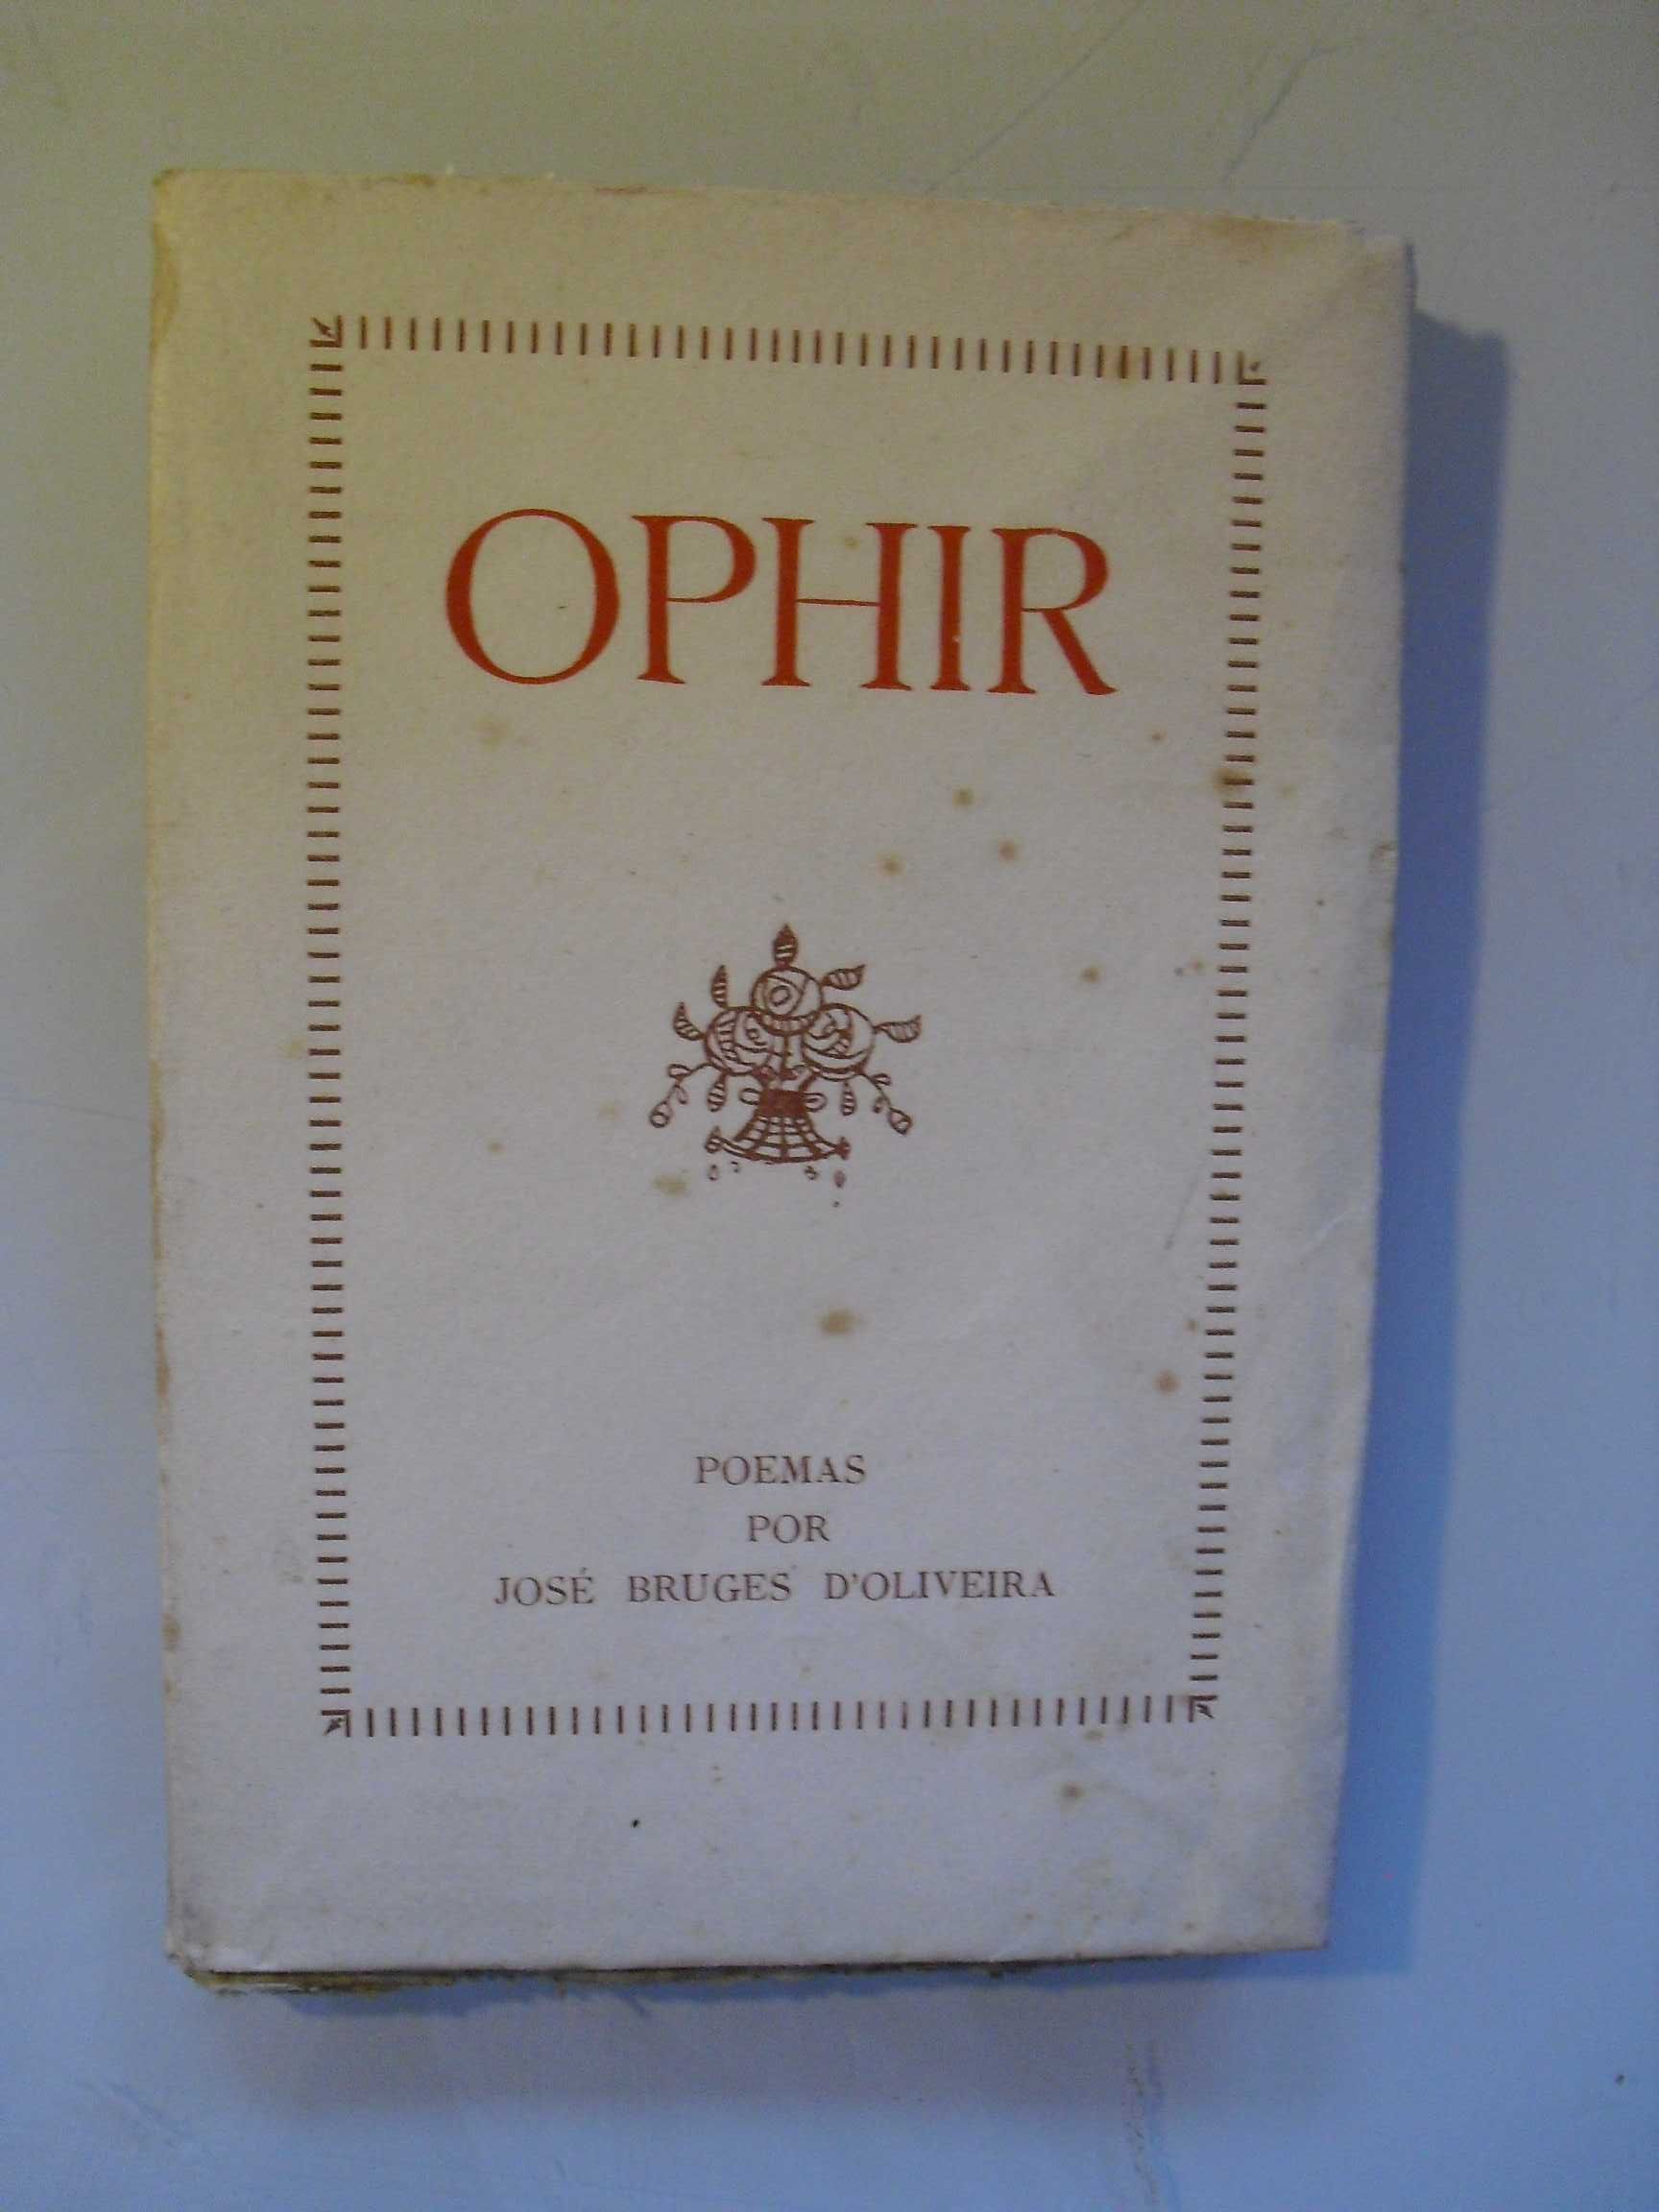 OPHIR
POEMAS
POR
JOSÉ BRUGES D'OLIVEIRA